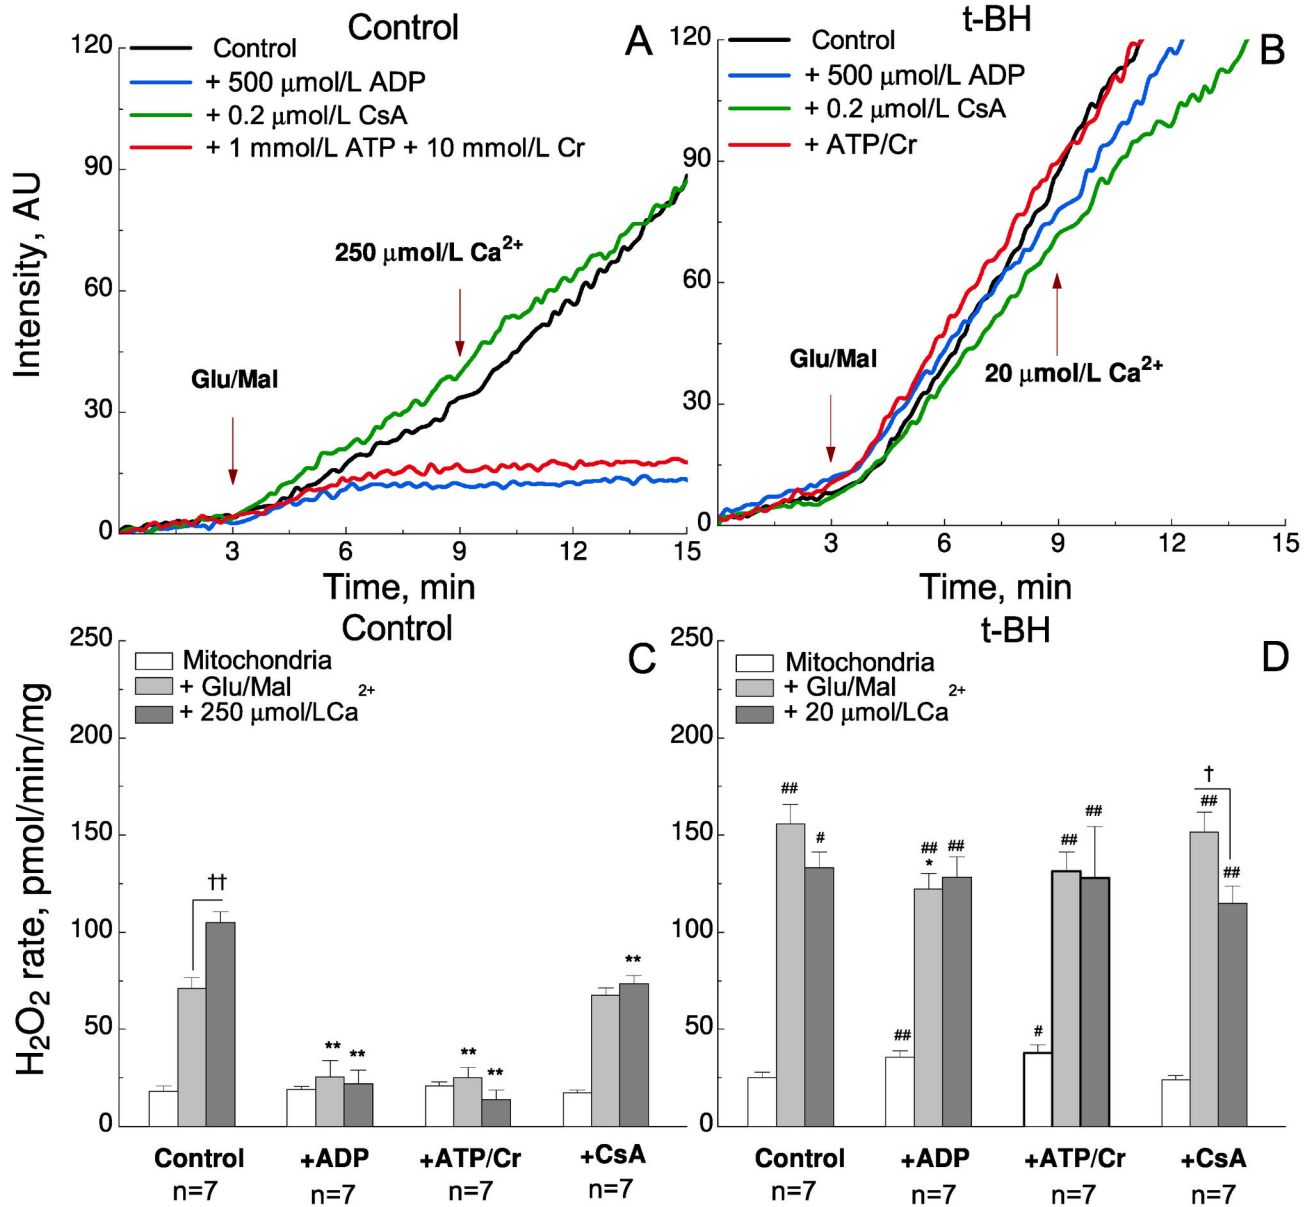 Control
A
120
90
60
30
0
Control
+ 500 μmol/L ADP
+ 0.2 μmol/L CsA
+ 1 mmol/L ATP + 10 mmol/L Cr
250 μmol/L Ca2+
Glu/Mal
Intensity, AU
3
6
9
12
15
Time, min
t-BH
B
120
90
60
30
0
Control
+ 500 μmol/L ADP
+ 0.2 μmol/L CsA
+ ATP/Cr
Glu/Mal
20 μmol/L Ca2+
3
6
9
12
15
Time, min
Control
C
250
200
150
100
50
0
Mitochondria
+ Glu/Mal
+ 250 μmol/LCa 2+
††
**
**
**
**
**
H2O2 rate, pmol/min/mg
Control
+ADP
+ATP/Cr
+CsA
n=7
n=7
n=7
n=7
t-BH
D
250
200
150
100
50
0
Mitochondria
+ Glu/Mal
+ 20 μmol/LCa 2+
##
#
##
##
*
##
#
##
##
†
##
##
Control
+ADP
+ATP/Cr
+CsA
n=7
n=7
n=7
n=7